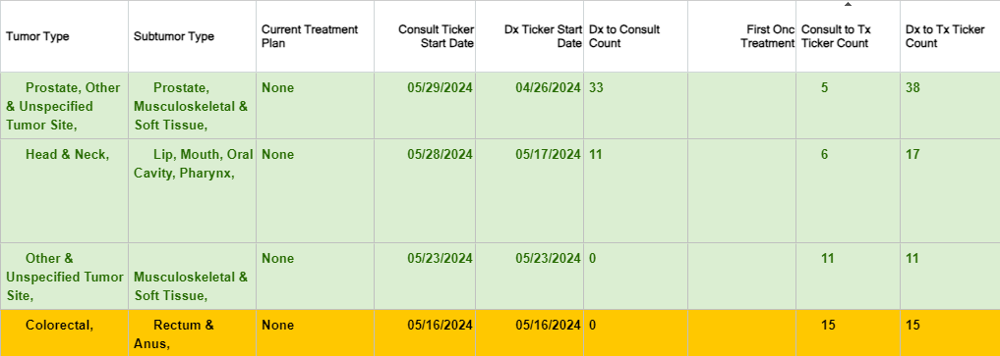 Tumor Type
Subtumor Type
Current Treatment
Plan
Consult Ticker
Start Date
Dx Ticker Start
Date
Dx to Consult
Count
First Onc
Treatment
Consult to Tx
Ticker Count
Dx to Tx Ticker
Count
Prostate, Other
& Unspecified
Tumor Site,
Prostate,
Musculoskeletal &
Soft Tissue,
None
05/29/2024
04/26/2024
33
5
38
Head & Neck,
Lip, Mouth, Oral
Cavity, Pharynx,
None
05/28/2024
05/17/2024
11
6
17
Other &
Unspecified Tumor
Site,
Musculoskeletal &
Soft Tissue,
None
05/23/2024
05/23/2024
0
11
11
Colorectal,
Rectum &
Anus,
None
05/16/2024
05/16/2024
0
15
15